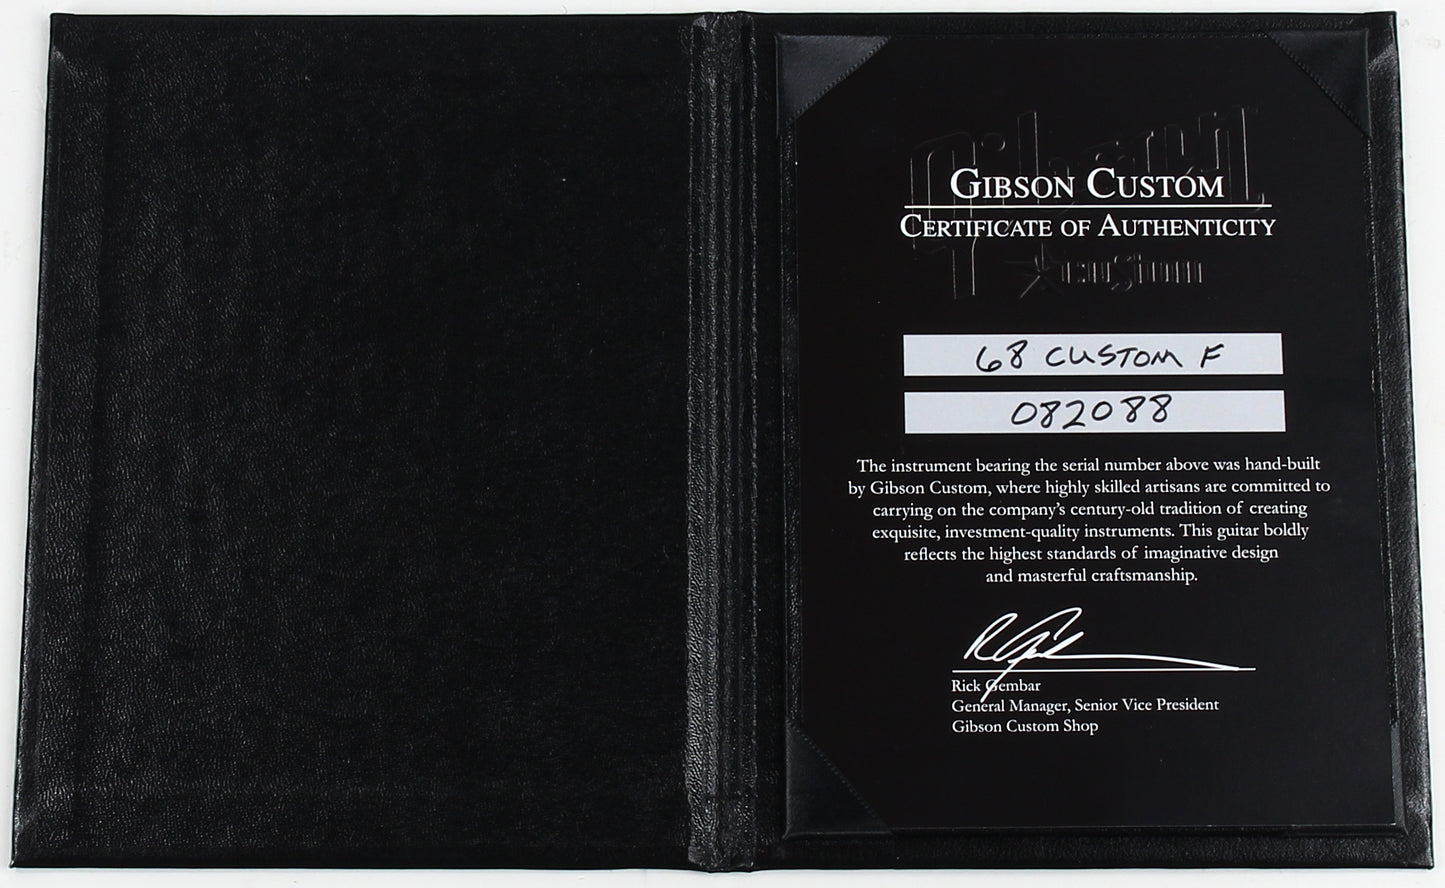 Gibson
GIBSON CUSTOM
CERTIFICATE OF AUTHENTICITY
custom
68 CUSTOM F
082088
The instrument bearing the serial number above was hand-built
by Gibson Custom, where highly skilled artisans are committed to
carrying on the company's century-old tradition of creating
exquisite, investment-quality instruments. This guitar boldly
reflects the highest standards of imaginative design
and masterful craftsmanship.
Rick Gembar
General Manager, Senior Vice President
Gibson Custom Shop